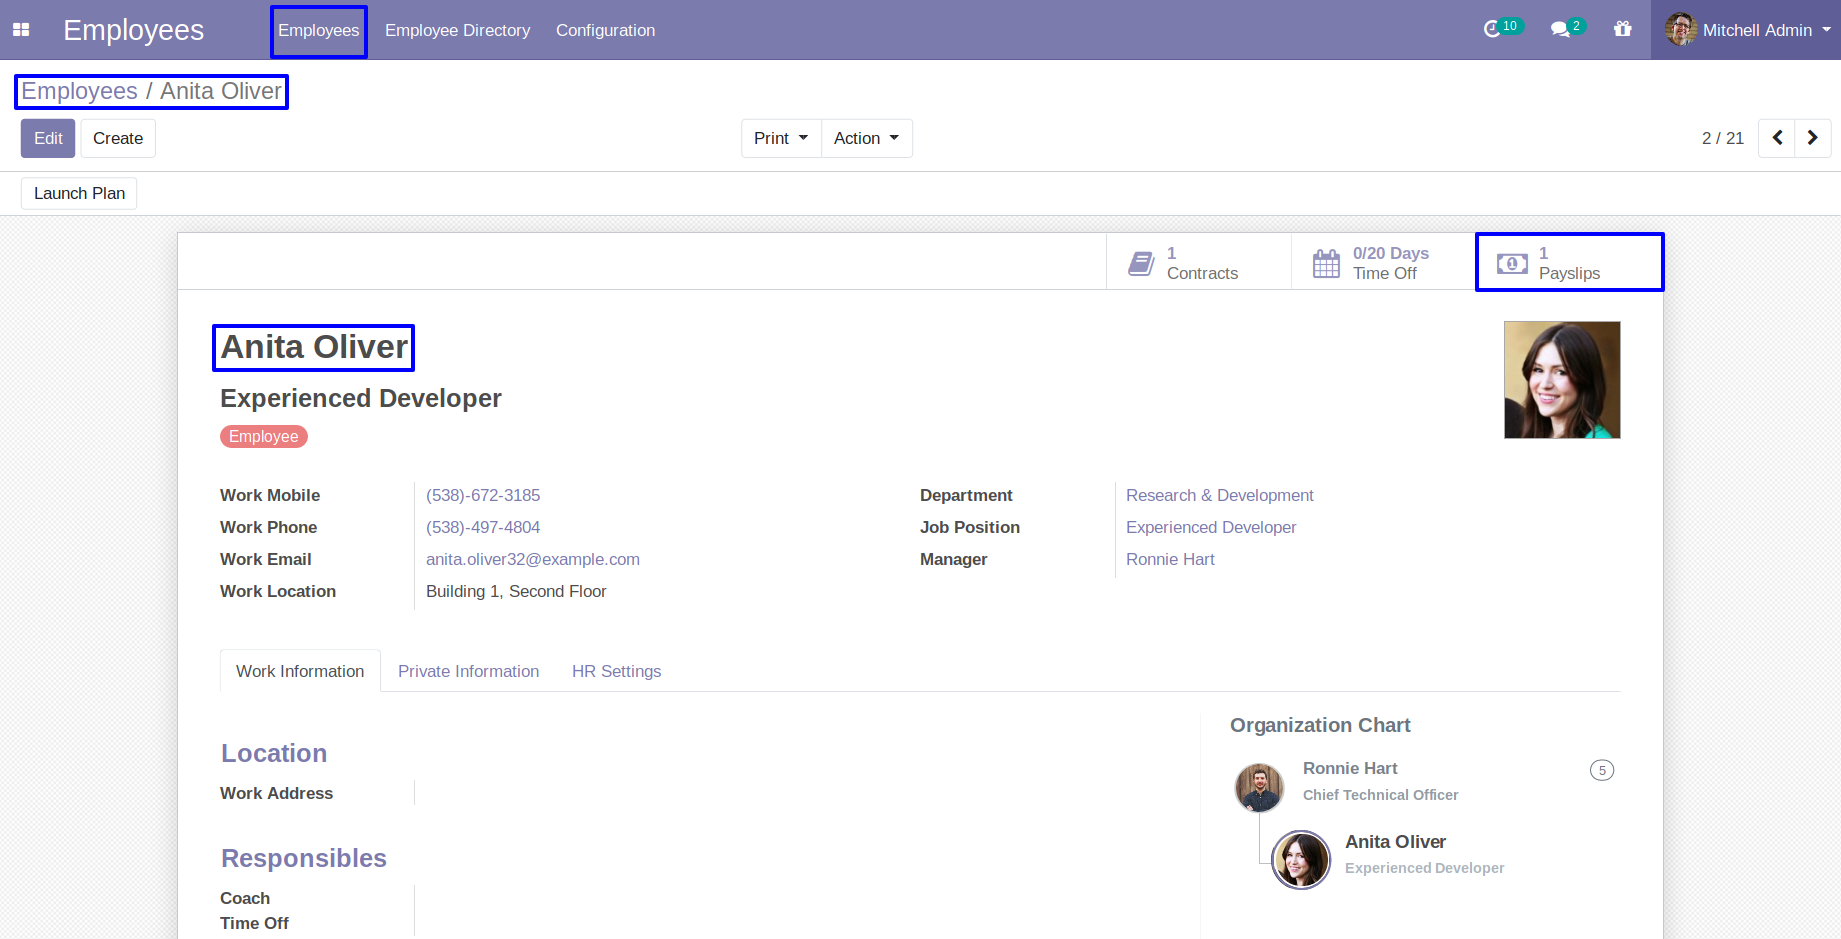 Employees Employees Employee Directory Configuration 10 2 Mitchell Admin
Employees / Anita Oliver
Edit Create Print Action 2 / 21
Launch Plan
1 0/20 Days 1
Contracts Time Off Payslips
Anita Oliver
Experienced Developer
Employee
Work Mobile (538)-672-3185 Department Research & Development
Work Phone (538)-497-4804 Job Position Experienced Developer
Work Email anita.oliver32@example.com Manager Ronnie Hart
Work Location Building 1, Second Floor
Work Information Private Information HR Settings
Organization Chart
Location
Ronnie Hart 5
Work Address Chief Technical Officer
Anita Oliver
Responsibles Experienced Developer
Coach
Time Off